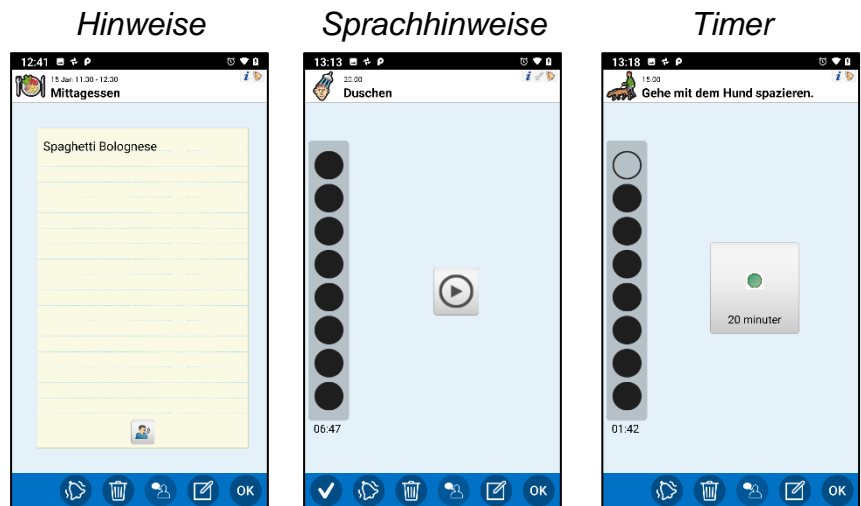 Hinweise
Sprachhinweise
Timer
12:41
15 Jan 11.30 - 12.30
Mittagessen
Spaghetti Bolognese
OK
13:13
20.00
Duschen
06:47
OK
13:18
15.00
Gehe mit dem Hund spazieren.
20 minuter
01:42
OK